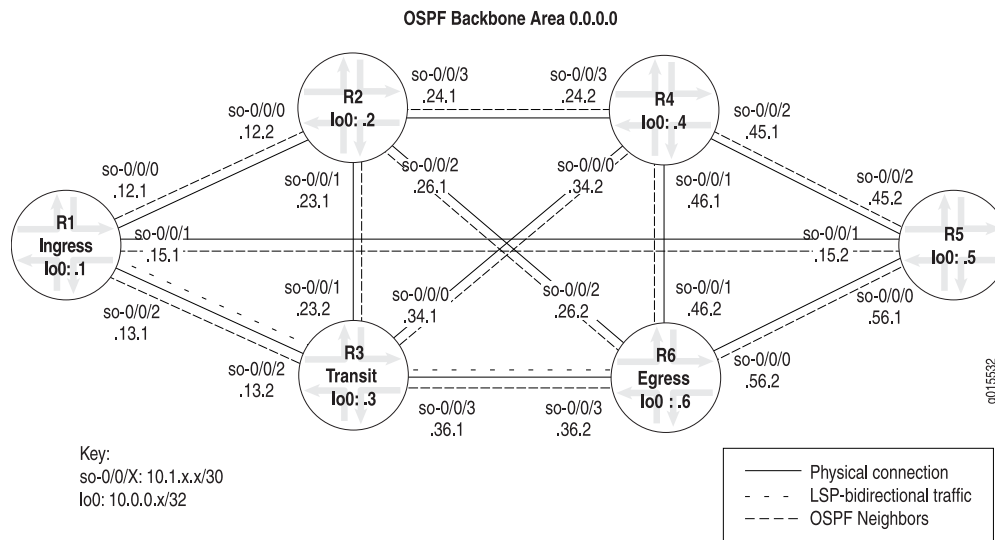 OSPF Backbone Area 0.0.0.0
R2
lo0: .2
so-0/0/3
.24.1
so-0/0/3
.24.2
R4
lo0: .4
so-0/0/0
.12.2
so-0/0/2
.45.1
so-0/0/2
.26.1
so-0/0/0
.34.2
so-0/0/0
.12.1
so-0/0/1
.23.1
so-0/0/1
.46.1
so-0/0/2
.45.2
R1
Ingress
lo0: .1
so-0/0/1
.15.1
so-0/0/1
.15.2
R5
lo0: .5
so-0/0/2
.13.1
so-0/0/1
.23.2
so-0/0/0
.34.1
so-0/0/2
.26.2
so-0/0/1
.46.2
so-0/0/0
.56.1
so-0/0/2
.13.2
R3
Transit
lo0: .3
R6
Egress
lo0 : .6
so-0/0/0
.56.2
so-0/0/3
.36.1
so-0/0/3
.36.2
g015532
Key:
so-0/0/X: 10.1.x.x/30
lo0: 10.0.0.x/32
Physical connection
LSP-bidirectional traffic
OSPF Neighbors